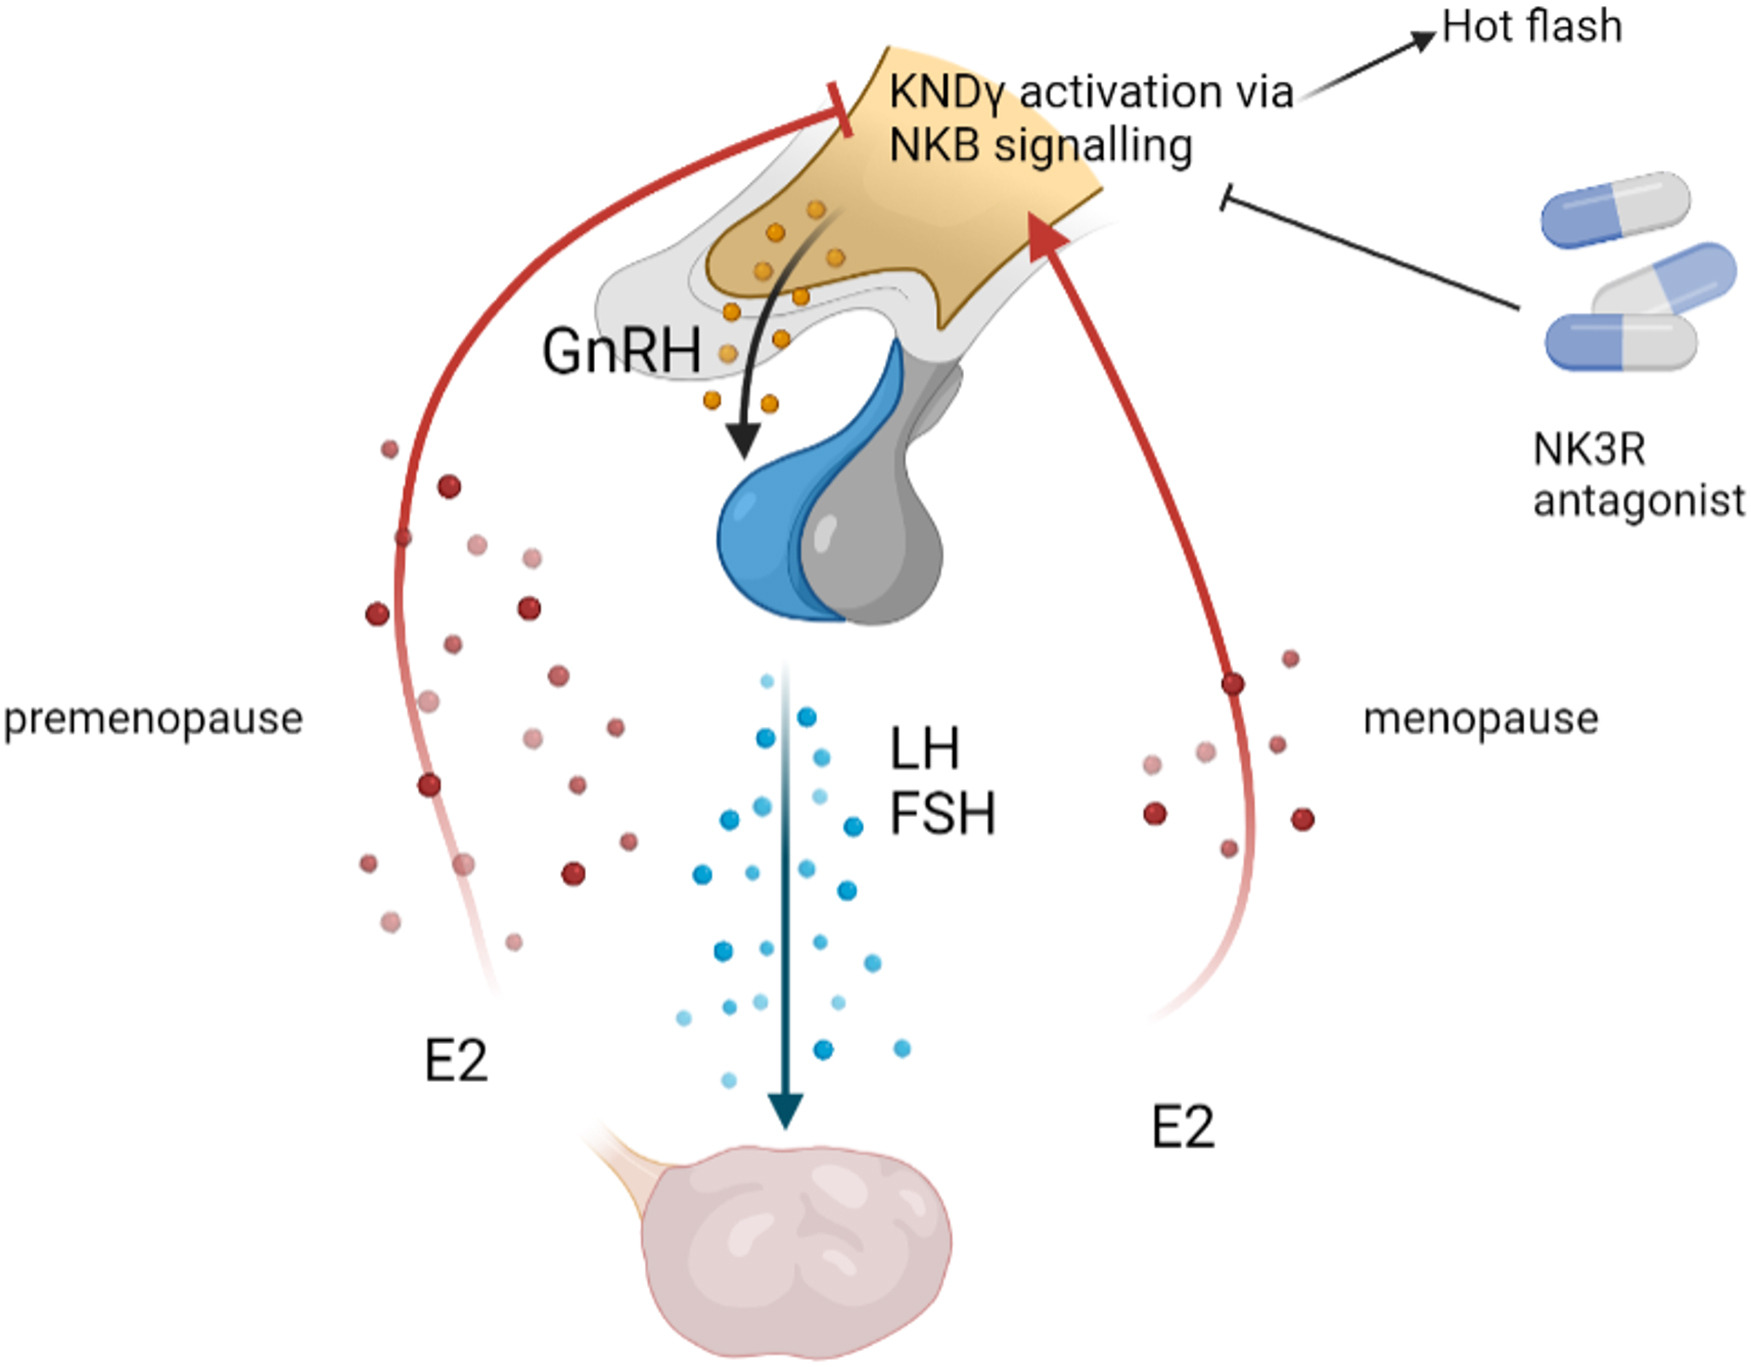 Hot flash
KNDγ activation via
NKB signalling
GnRH
NK3R
antagonist
premenopause
menopause
LH
FSH
E2
E2